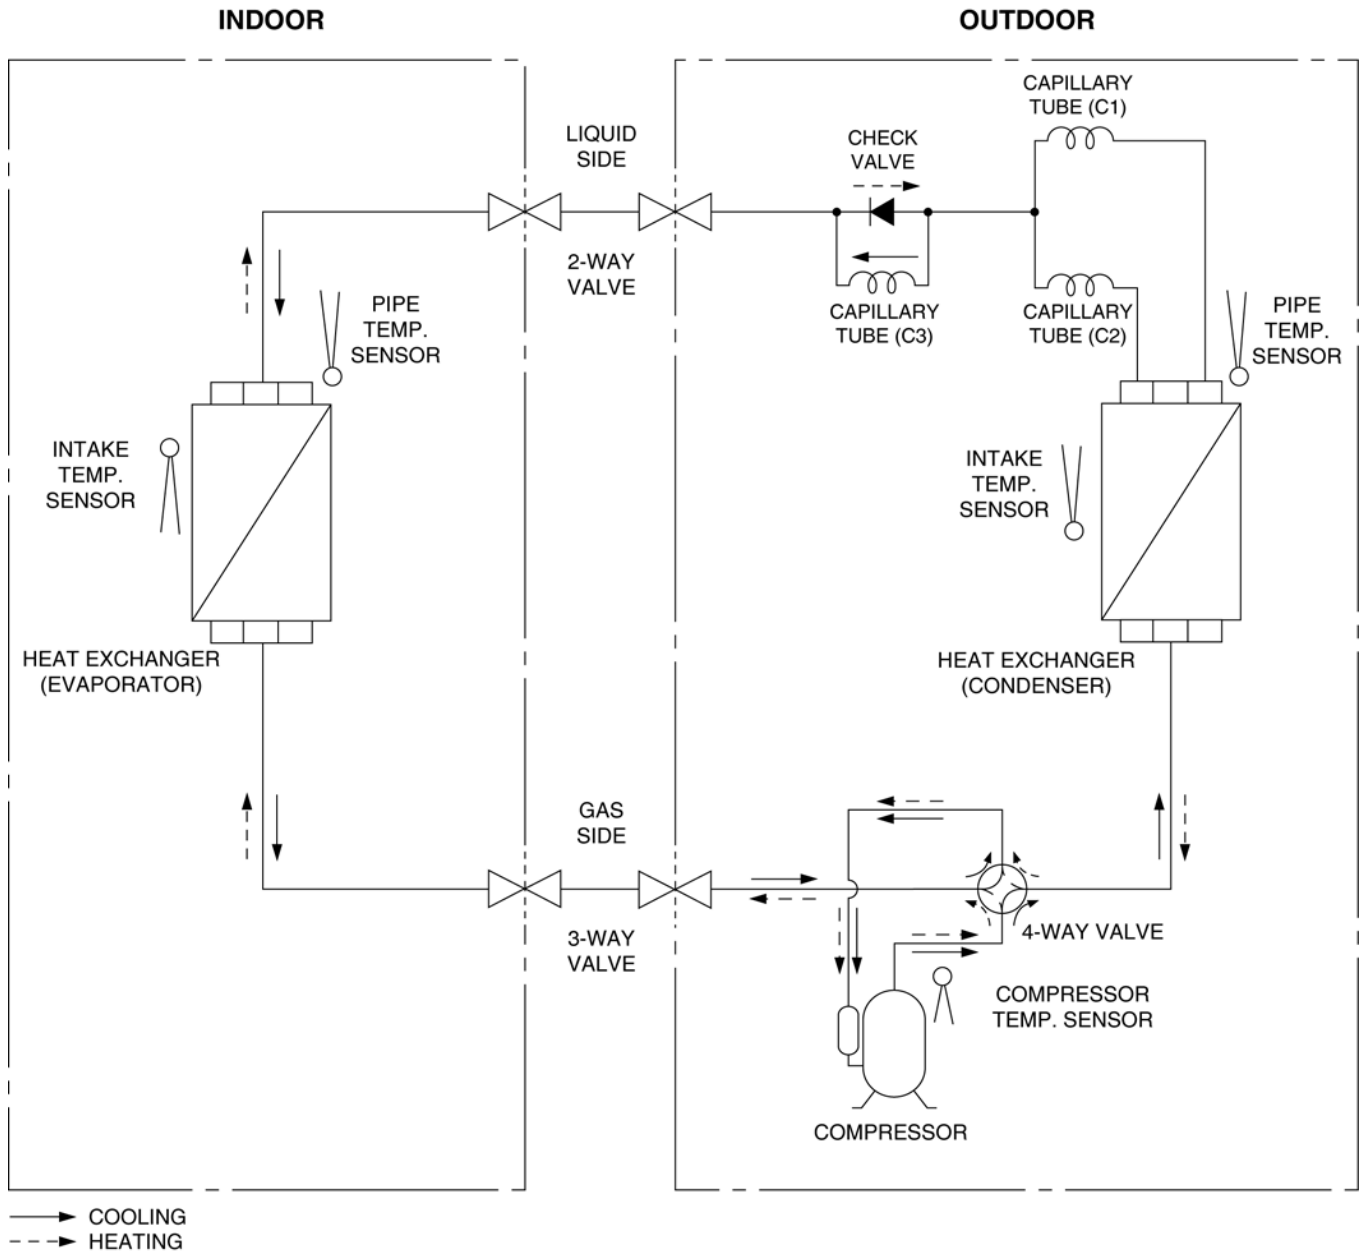 INDOOR
OUTDOOR
CAPILLARY
TUBE (C1)
LIQUID
SIDE
CHECK
VALVE
2-WAY
VALVE
CAPILLARY
TUBE (C3)
CAPILLARY
TUBE (C2)
PIPE
TEMP.
SENSOR
PIPE
TEMP.
SENSOR
INTAKE
TEMP.
SENSOR
INTAKE
TEMP.
SENSOR
HEAT EXCHANGER
(EVAPORATOR)
HEAT EXCHANGER
(CONDENSER)
GAS
SIDE
3-WAY
VALVE
4-WAY VALVE
COMPRESSOR
TEMP. SENSOR
COMPRESSOR
COOLING
HEATING